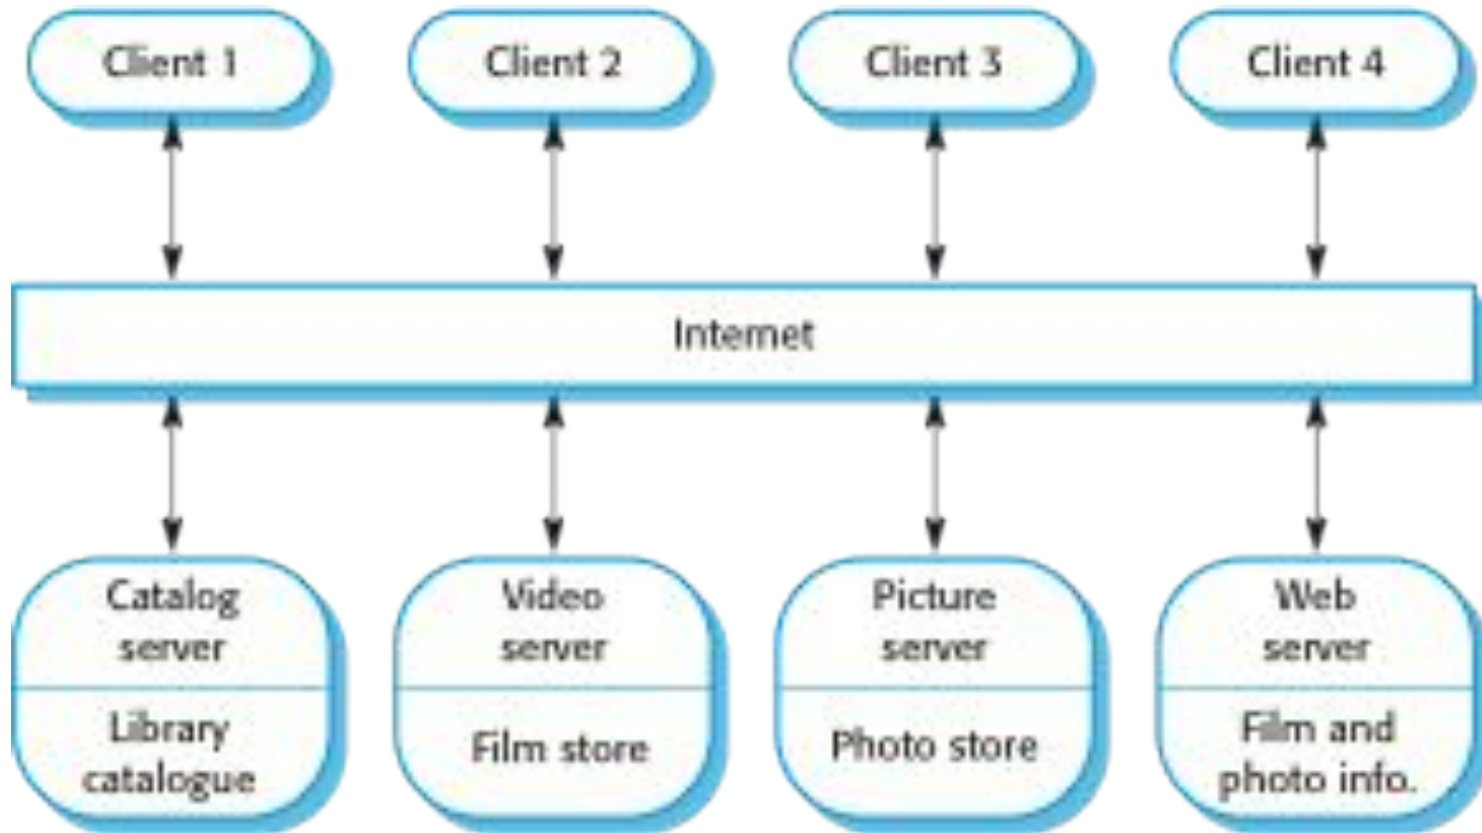 Client 1
Client 2
Client 3
Client 4
Internet
Catalog
server
Library
catalogue
Video
server
Film store
Picture
server
Photo store
Web
server
Film and
photo info.